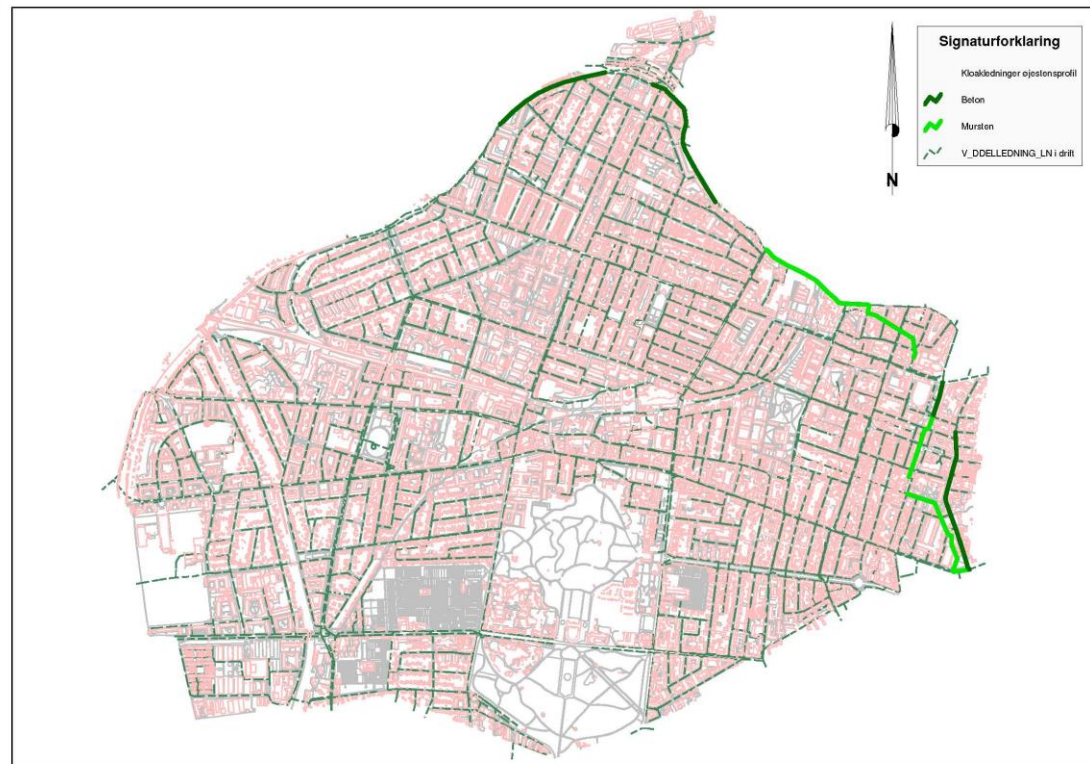 Signaturforklaring
Kloakledninger øjestensprofil
Beton
Mursten
V_DDELLEDNING_LN i drift
N